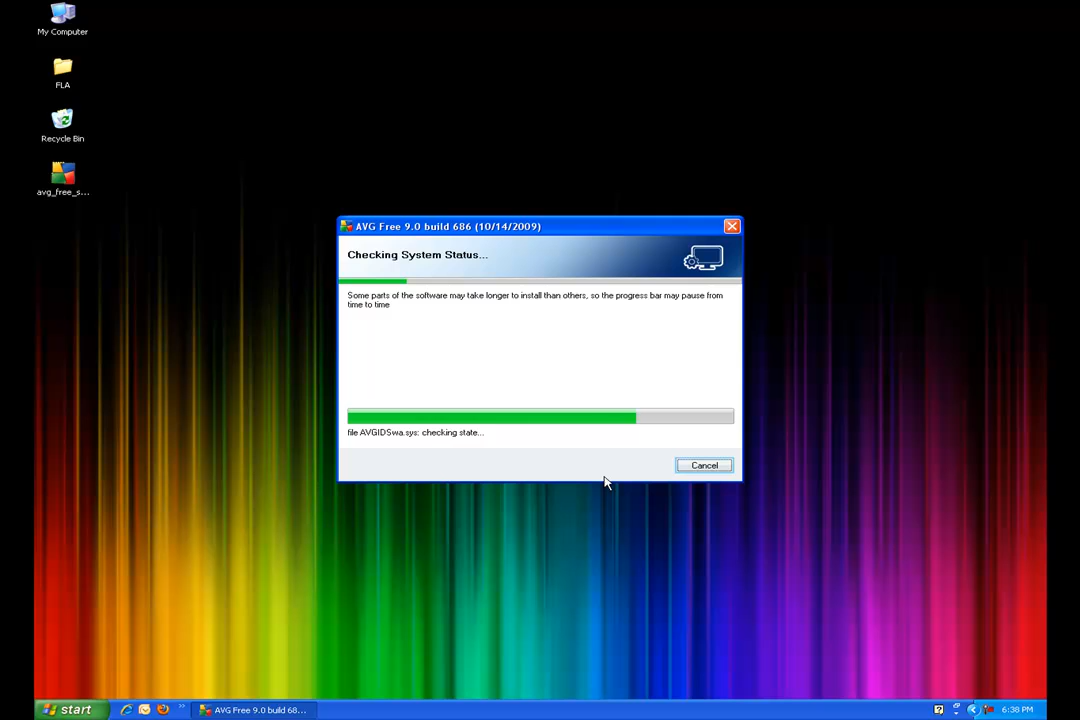 My Computer
FLA
Recycle Bin
avg_free_s...
AVG Free 9.0 build 686 (10/14/2009)
Checking System Status...
Some parts of the software may take longer to install than others, so the progress bar may pause from
time to time
file AVGIDSwa.sys: checking state...
Cancel
start
AVG Free 9.0 build 68...
6:38 PM